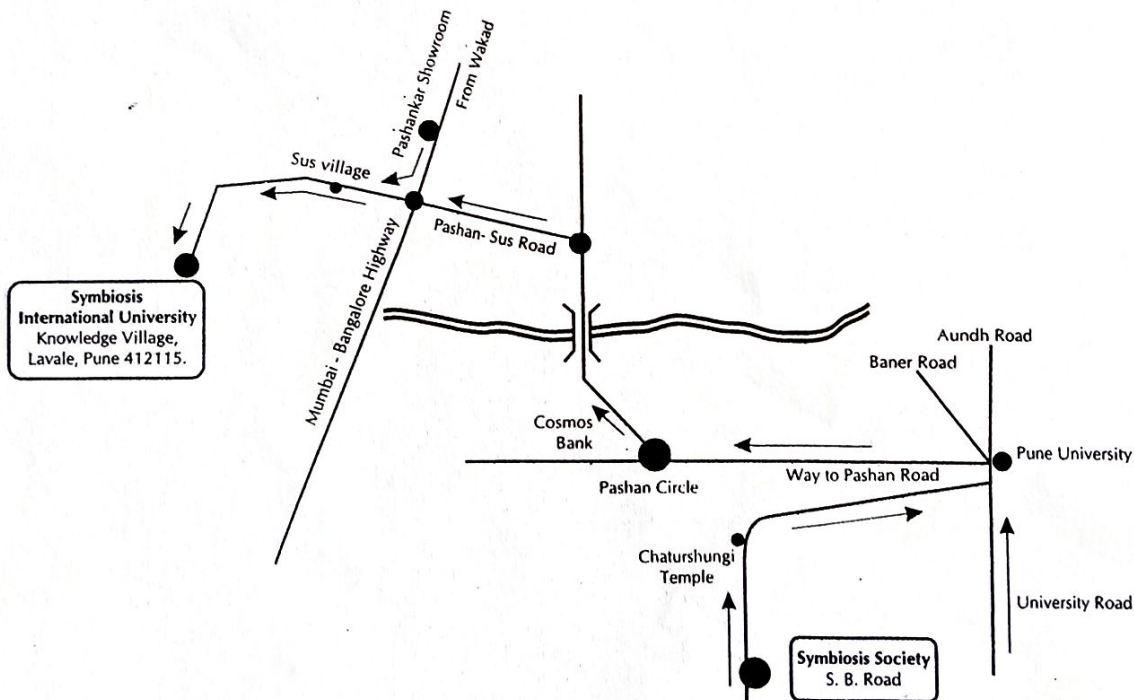 Pashankar Showroom
From Wakad
Sus village
Pashan- Sus Road
Mumbai - Bangalore Highway
Symbiosis
International University
Knowledge Village,
Lavale, Pune 412115.
Aundh Road
Baner Road
Cosmos
Bank
Pune University
Way to Pashan Road
Pashan Circle
Chaturshungi
Temple
University Road
Symbiosis Society
S. B. Road